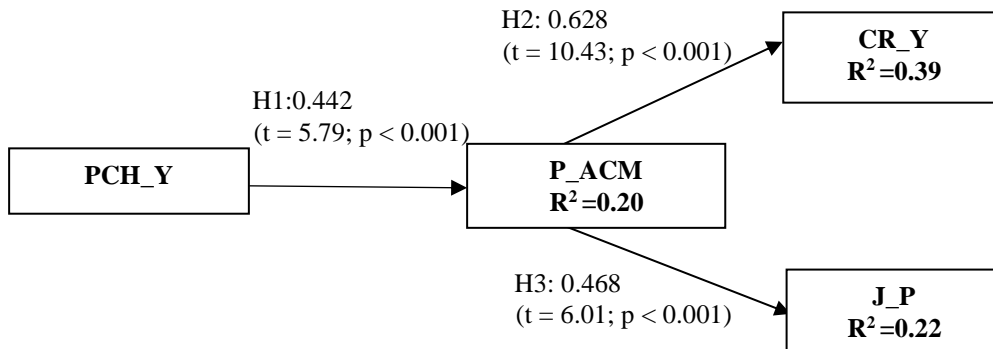 H2: 0.628
(t = 10.43; p < 0.001)
CR_Y
R² =0.39
H1:0.442
(t = 5.79; p < 0.001)
PCH_Y
P_ACM
R² =0.20
H3: 0.468
(t = 6.01; p < 0.001)
J_P
R² =0.22